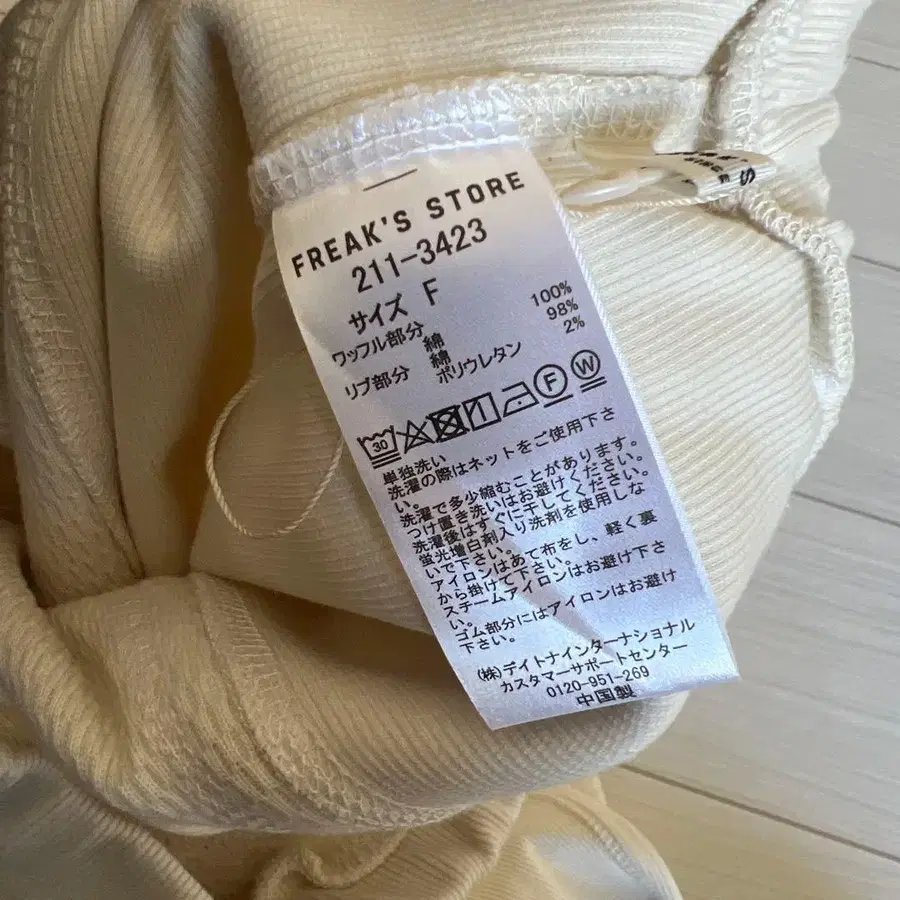 FREAK'S STORE
211-3423
サイズ F
ワッフル部分 綿 100%
リブ部分 綿 98%
ポリウレタン 2%
30
F
W
単独洗い
洗濯の際はネットをご使用下さ
い。
洗濯で多少縮むことがあります。
つけ置き洗いはお避けください。
洗濯後はすぐに干してください。
蛍光増白剤入り洗剤を使用しな
いで下さい。
アイロンはあて布をし、軽く裏
から掛けて下さい。
スチームアイロンはお避け下さ
い。
ゴム部分にはアイロンはお避け
下さい。
(株)デイトナインターナショナル
カスタマーサポートセンター
0120-951-269
中国製